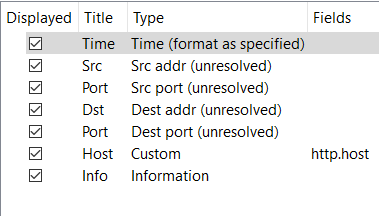 Displayed Title Type Fields
Time Time (format as specified)
Src Src addr (unresolved)
Port Src port (unresolved)
Dst Dest addr (unresolved)
Port Dest port (unresolved)
Host Custom http.host
Info Information